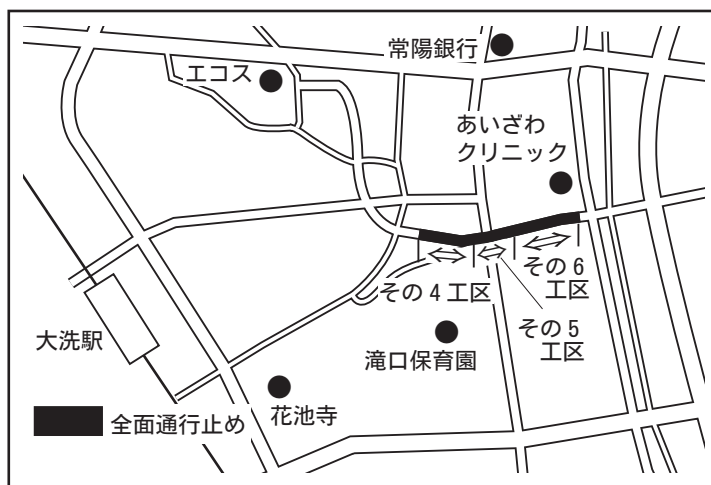 常陽銀行
エコス
あいざわ
クリニック
その4工区
その5
工区
その6
工区
大洗駅
滝口保育園
花池寺
全面通行止め